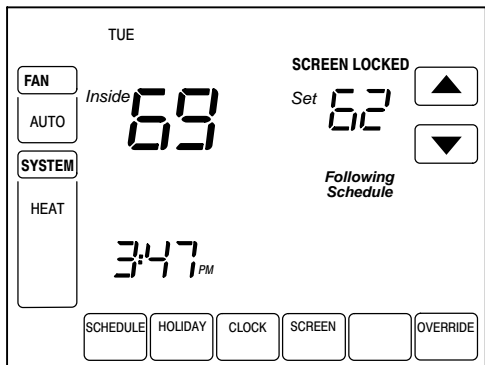 TUE
SCREEN LOCKED
FAN
AUTO
Inside 69
Set 62
SYSTEM
HEAT
Following
Schedule
3:47 PM
SCHEDULE HOLIDAY CLOCK SCREEN OVERRIDE